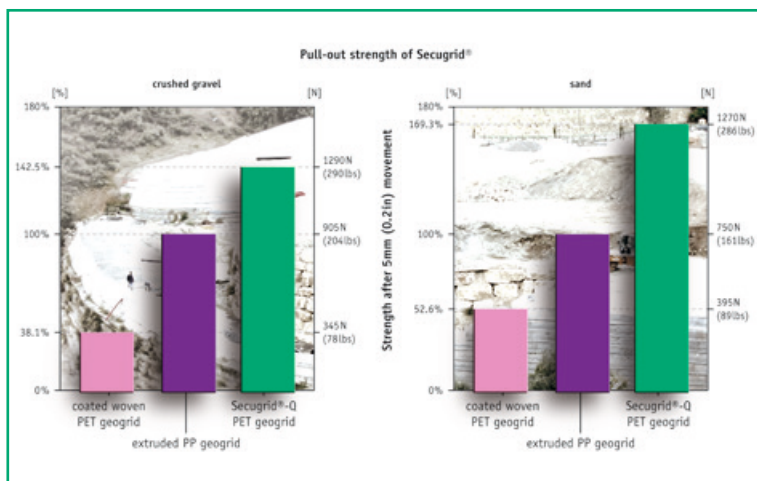 Pull-out strength of Secugrid®
crushed gravel
[%]
[N]
180%
142.5%
100%
38.1%
0%
1290N
(290lbs)
905N
(204lbs)
345N
(78lbs)
coated woven
PET geogrid
extruded PP geogrid
Secugrid®-Q
PET geogrid
Strength after 5mm (0.2in) movement
sand
[%]
[N]
180%
169.3%
100%
52.6%
0%
1270N
(286lbs)
750N
(161lbs)
395N
(89lbs)
coated woven
PET geogrid
extruded PP geogrid
Secugrid®-Q
PET geogrid